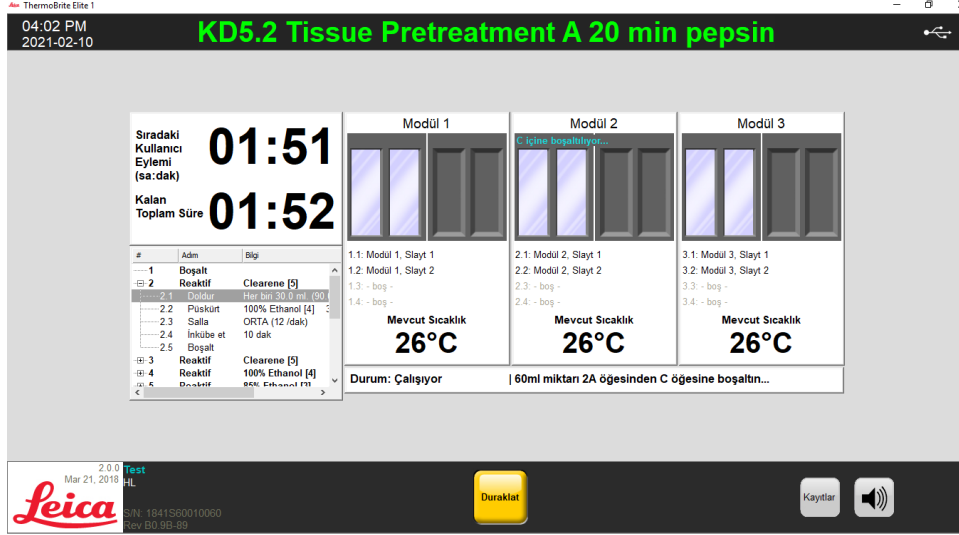 ThermoBrite Elite 1
04:02 PM
2021-02-10
KD5.2 Tissue Pretreatment A 20 min pepsin
Sıradaki
Kullanıcı
Eylemi
(sa:dak)
01:51
Kalan
Toplam Süre
01:52
# Adım Bilgi
1 Boşalt
2 Reaktif Clearene [5]
2.1 Doldur Her biri 30.0 ml (90.
2.2 Püskürt 100% Ethanol [4]
2.3 Salla ORTA (12 /dak)
2.4 İnkübe et 10 dak
2.5 Boşalt
3 Reaktif Clearene [5]
4 Reaktif 100% Ethanol [4]
5 Reaktif 85% Ethanol [3]
Modül 1
1.1: Modül 1, Slayt 1
1.2: Modül 1, Slayt 2
1.3: - boş -
1.4: - boş -
Mevcut Sıcaklık
26°C
Modül 2
C içine boşaltılıyor...
2.1: Modül 2, Slayt 1
2.2: Modül 2, Slayt 2
2.3: - boş -
2.4: - boş -
Mevcut Sıcaklık
26°C
Modül 3
3.1: Modül 3, Slayt 1
3.2: Modül 3, Slayt 2
3.3: - boş -
3.4: - boş -
Mevcut Sıcaklık
26°C
Durum: Çalışıyor | 60ml miktarı 2A öğesinden C öğesine boşaltın...
2.0.0
Mar 21, 2018
Leica
Test
HL
S/N: 1841S60010060
Rev B0.9B-89
Duraklat
Kayıtlar